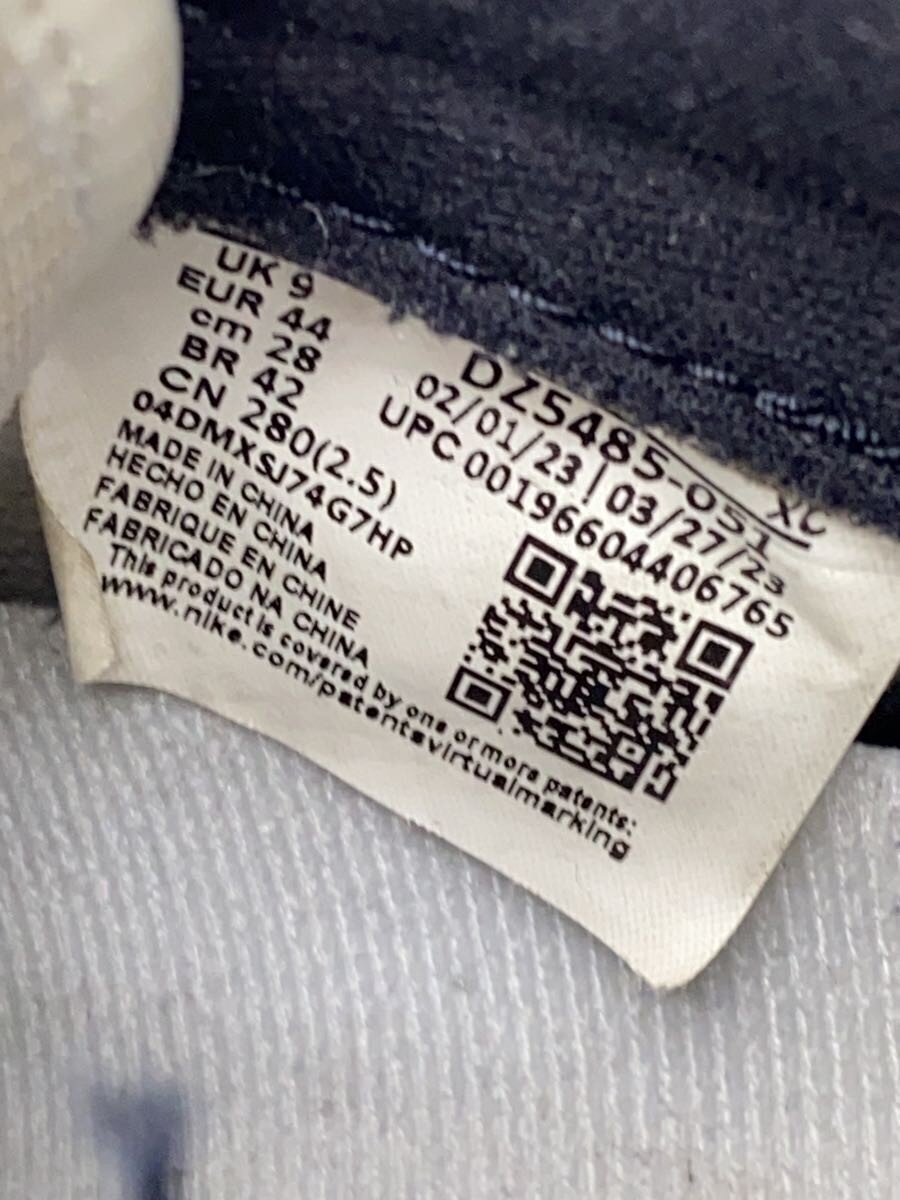 UK 9
EUR 44
cm 28
BR 42
CN 280(2.5)
04DMXSJ74G7HP
MADE IN CHINA
HECHO EN CHINA
FABRIQUE EN CHINE
FABRICADO NA CHINA
This product is covered by one or more patents:
www.nike.com/patentsvirtualmarking
DZ5485-051 XC
02/01/23 | 03/27/23
UPC 00196604406765